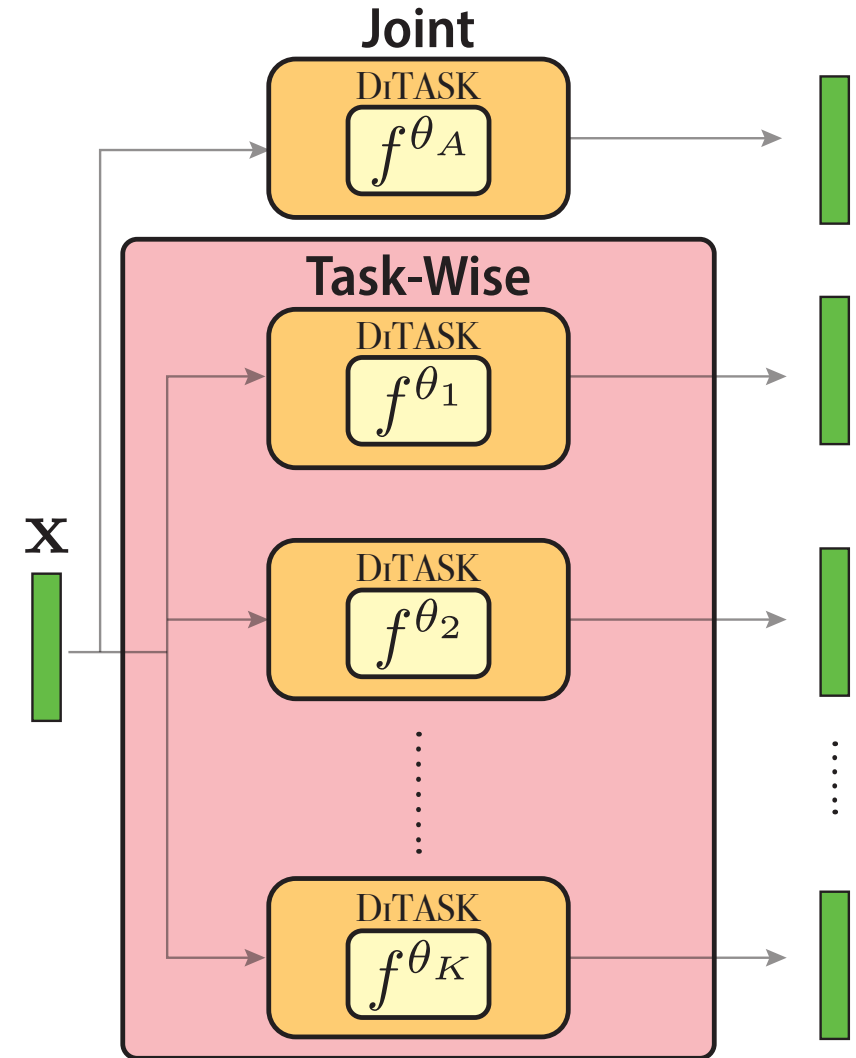 Joint
DiTASK
f^{θ_A}
Task-Wise
DiTASK
f^{θ_1}
x
DiTASK
f^{θ_2}
DiTASK
f^{θ_K}